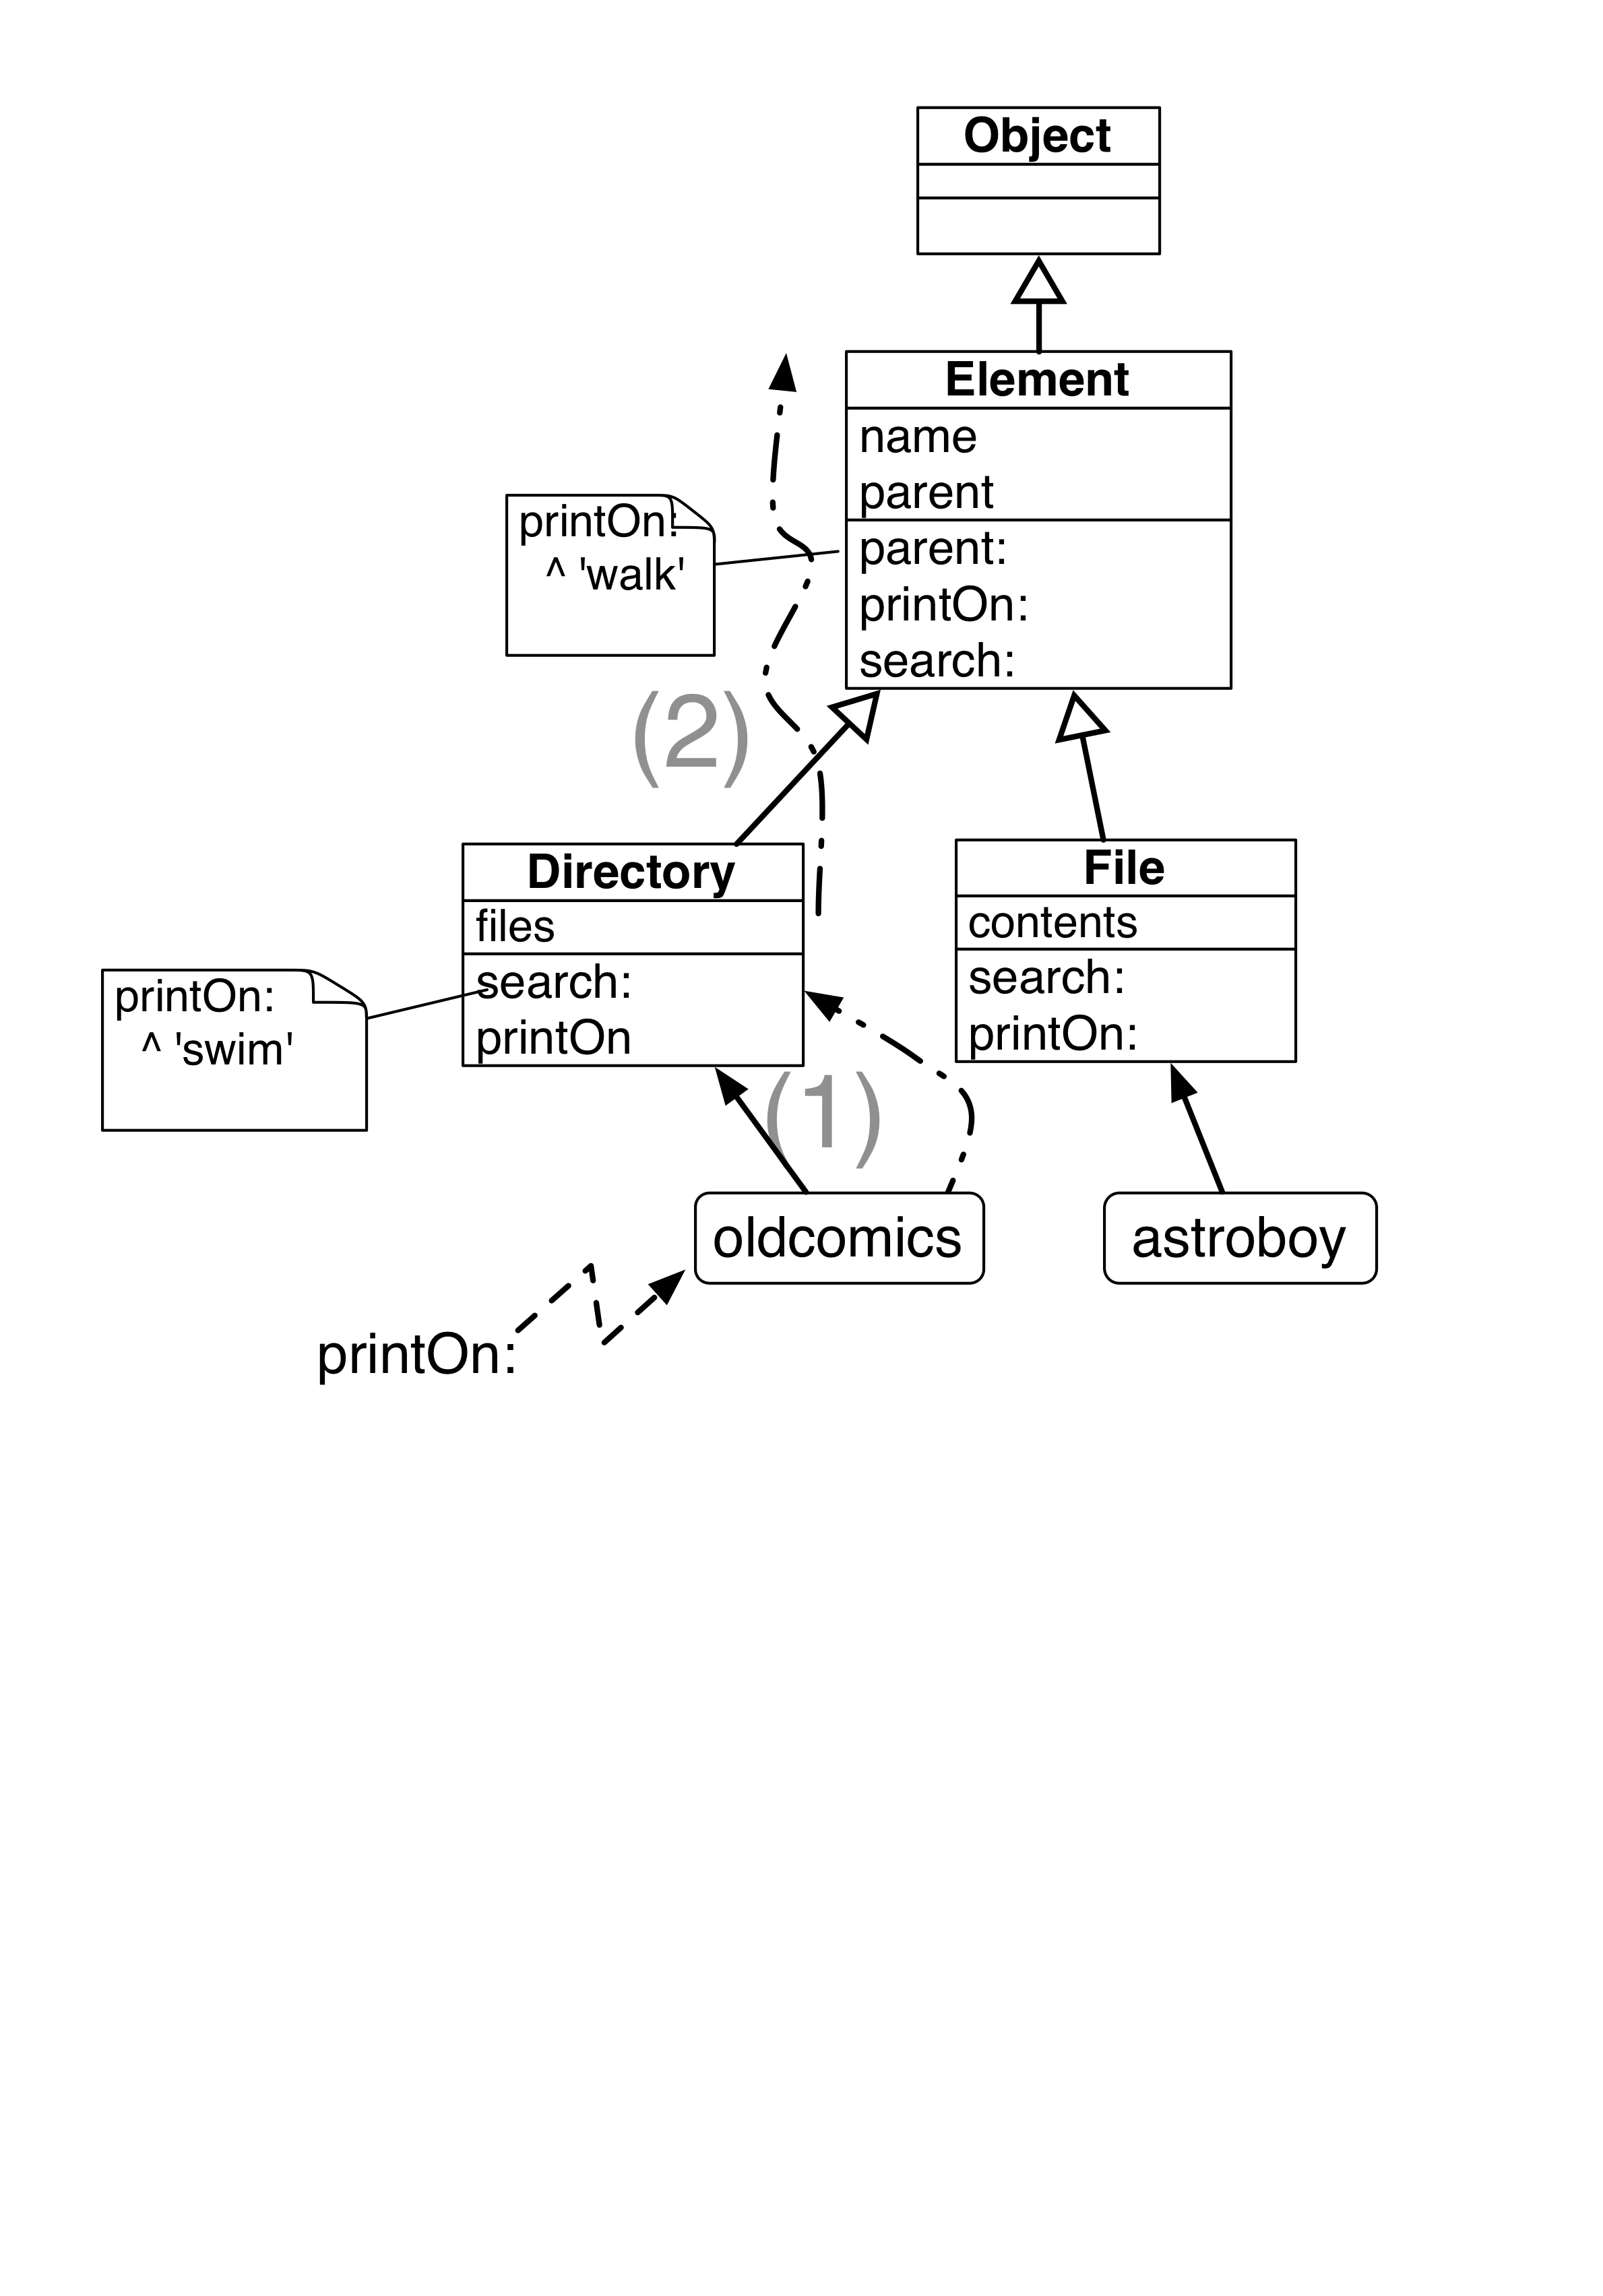 Object
Element
name
parent
parent:
printOn:
search:
printOn:
^ 'walk'
(2)
Directory
files
search:
printOn
File
contents
search:
printOn:
printOn:
^ 'swim'
(1)
oldcomics
astroboy
printOn: